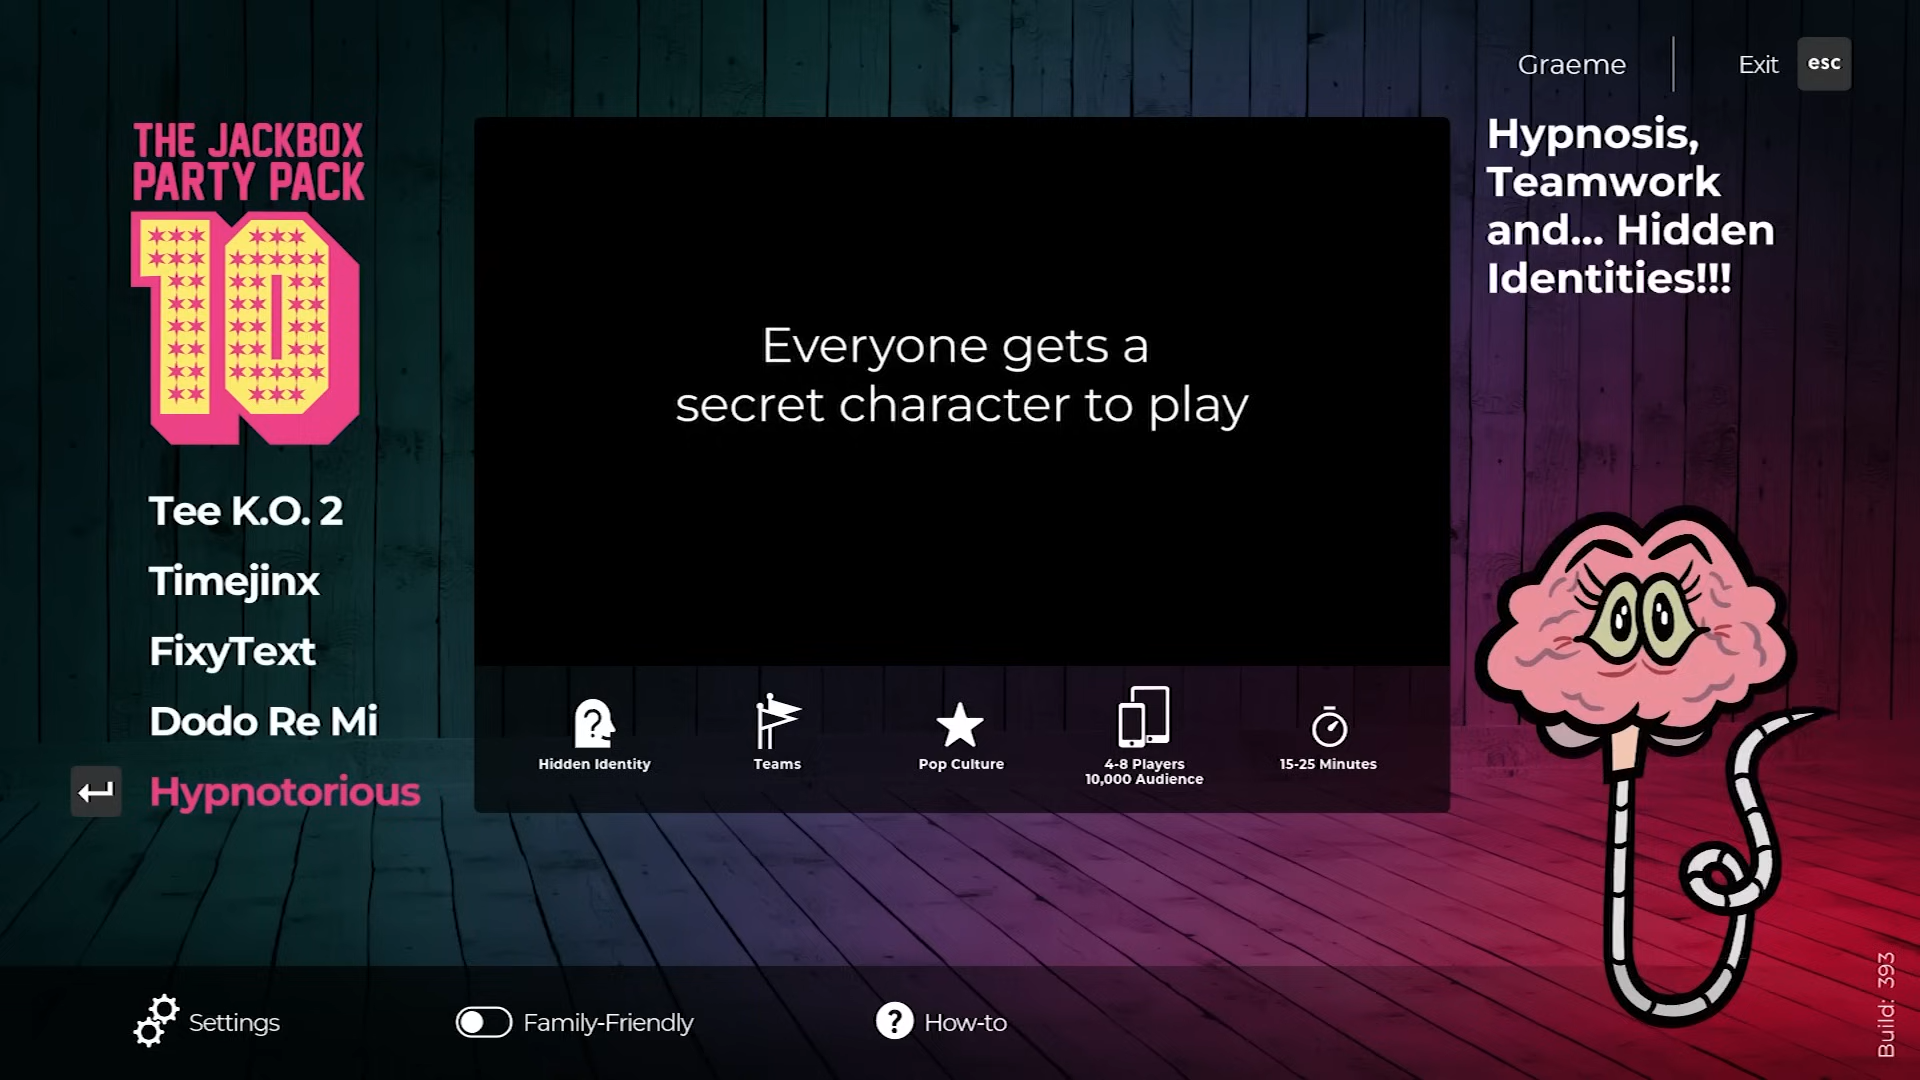 Graeme
Exit
esc
THE JACKBOX
PARTY PACK
10
Hypnosis,
Teamwork
and... Hidden
Identities!!!
Everyone gets a
secret character to play
Tee K.O. 2
Timejinx
FixyText
Dodo Re Mi
Hypnotorious
?
Hidden Identity
Teams
Pop Culture
4-8 Players
10,000 Audience
15-25 Minutes
Settings
Family-Friendly
?
How-to
Build: 393